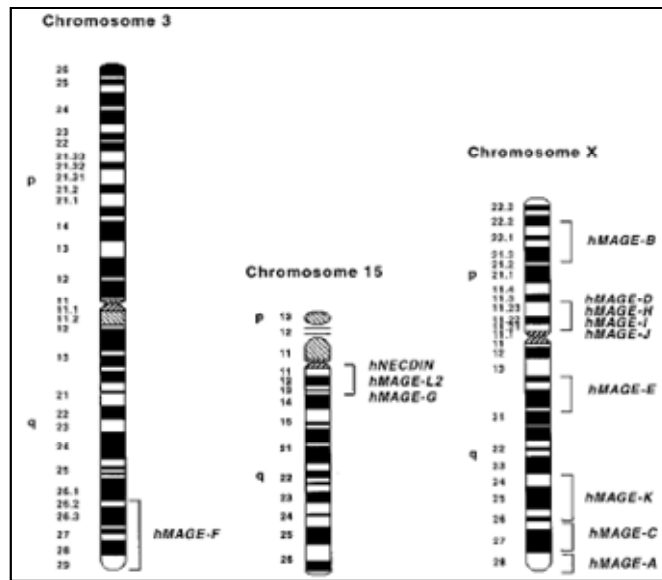 Chromosome 3
26
25
24
23
22
21.33
21.32
21.31
21.2
21.1
p
14
13
12
11
11.1
11.2
12
13
21
22
23
q
24
25
26.1
26.2
26.3
27
28
29
hMAGE-F
Chromosome 15
p
13
12
11
11
12
13
14
15
21
q
22
23
24
25
26
hNECDIN
hMAGE-L2
hMAGE-G
Chromosome X
22.3
22.2
22.1
21.3
21.2
21.1
p
11.4
11.3
11.23
11.22
11.1
11
12
13
21
22
q
23
24
25
26
27
28
hMAGE-B
hMAGE-D
hMAGE-H
hMAGE-I
hMAGE-J
hMAGE-E
hMAGE-K
hMAGE-C
hMAGE-A